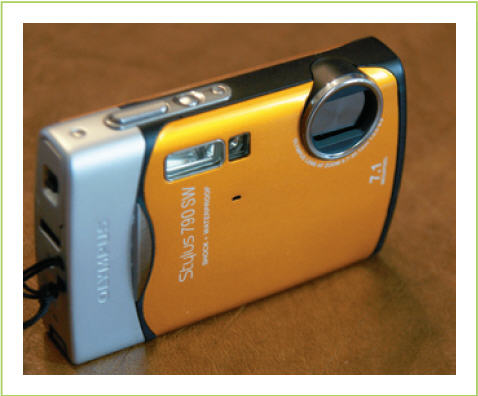 OLYMPUS
Stylus 790 SW
SHOCK + WATERPROOF
7.1